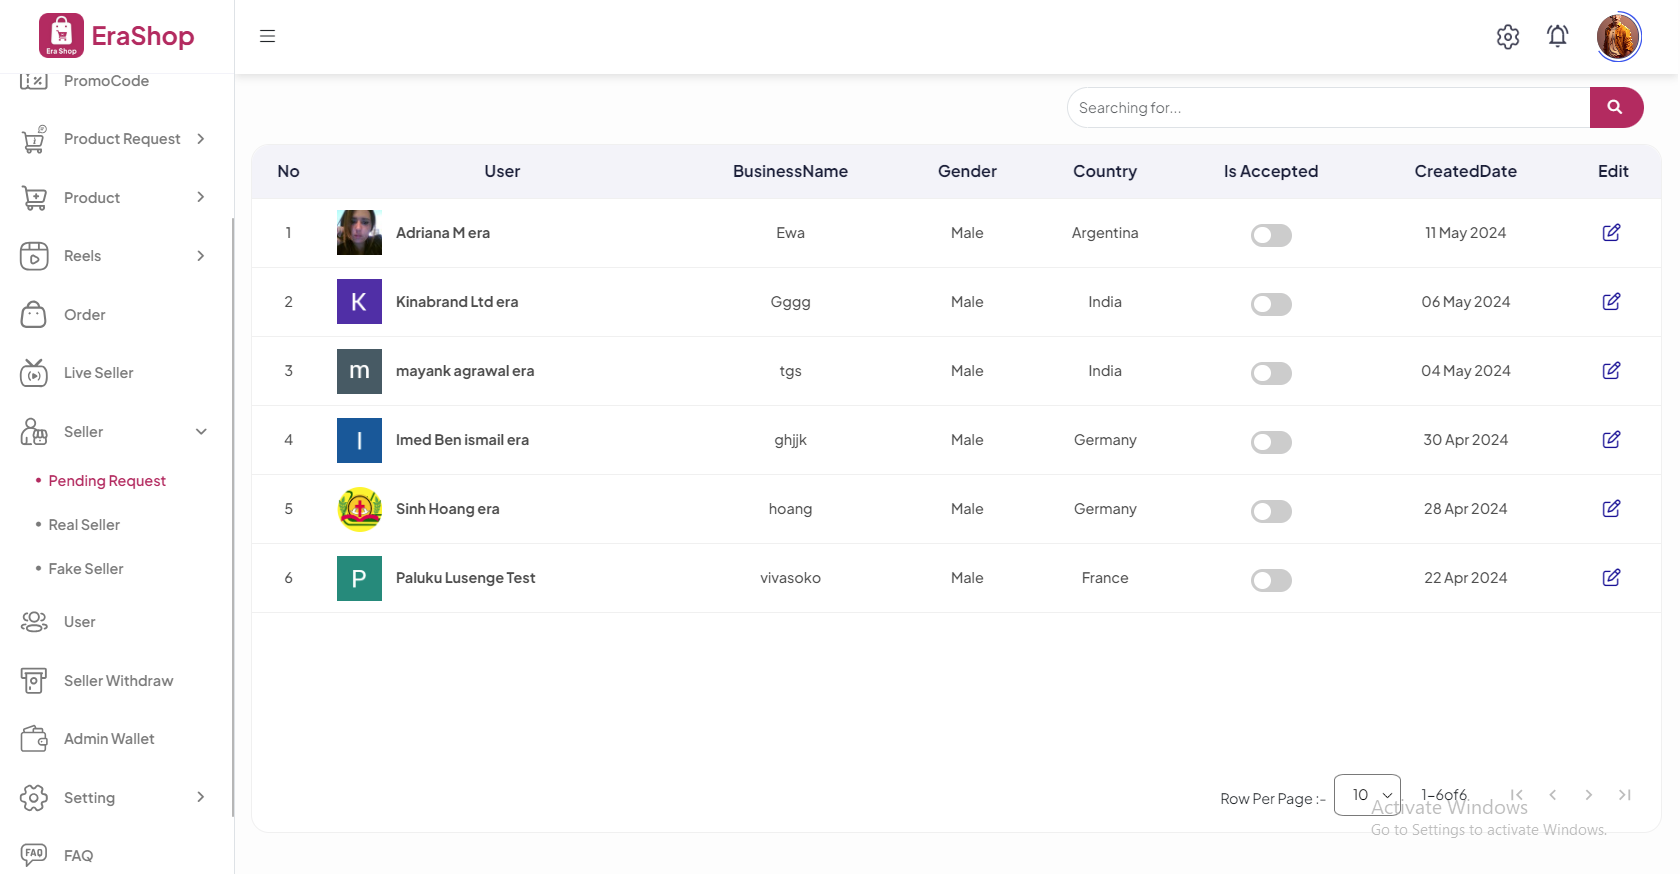 Era Shop
EraShop
PromoCode
Product Request
Product
Reels
Order
Live Seller
Seller
• Pending Request
• Real Seller
• Fake Seller
User
Seller Withdraw
Admin Wallet
Setting
FAQ
FAQ
Searching for...
No User BusinessName Gender Country Is Accepted CreatedDate Edit
1 Adriana M era Ewa Male Argentina 11 May 2024
2 K Kinabrand Ltd era Gggg Male India 06 May 2024
3 m mayank agrawal era tgs Male India 04 May 2024
4 I Imed Ben ismail era ghjjk Male Germany 30 Apr 2024
5 Sinh Hoang era hoang Male Germany 28 Apr 2024
6 P Paluku Lusenge Test vivasoko Male France 22 Apr 2024
Row Per Page :- 10 1-6of6
Activate Windows
Go to Settings to activate Windows.